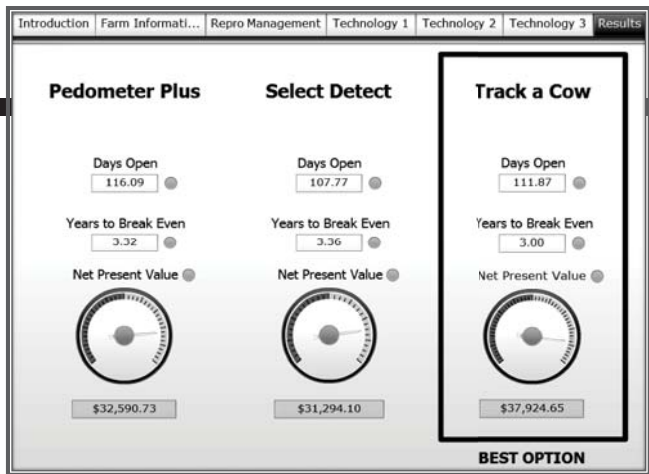 Introduction Farm Informati... Repro Management Technology 1 Technology 2 Technology 3 Results
Pedometer Plus Select Detect Track a Cow
Days Open Days Open Days Open
116.09 107.77 111.87
Years to Break Even Years to Break Even Years to Break Even
3.32 3.36 3.00
Net Present Value Net Present Value Net Present Value
$32,590.73 $31,294.10 $37,924.65
BEST OPTION